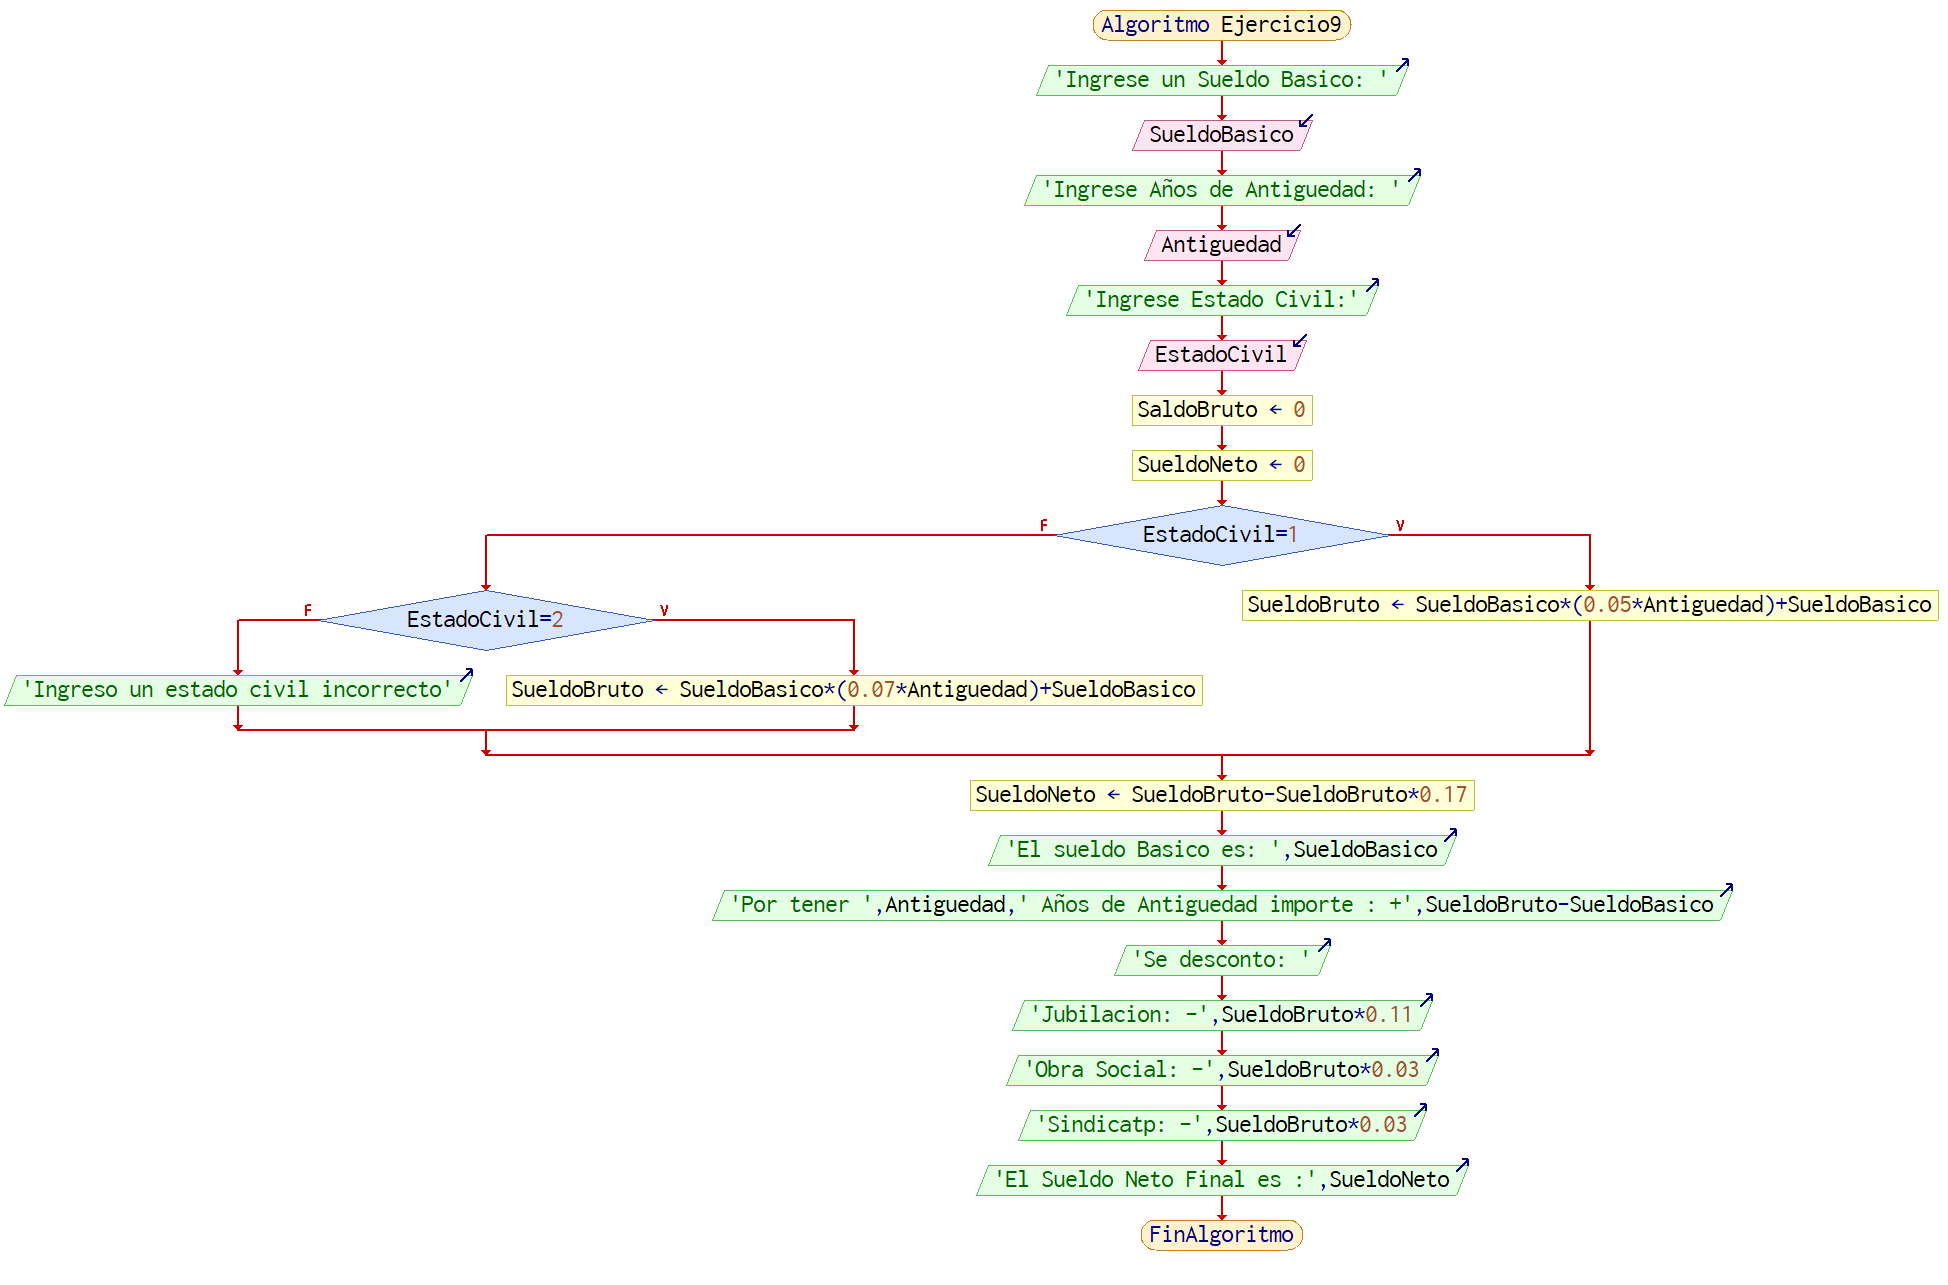 Algoritmo Ejercicio9
'Ingrese un Sueldo Basico: '
SueldoBasico
'Ingrese Años de Antiguedad: '
Antiguedad
'Ingrese Estado Civil:'
EstadoCivil
SaldoBruto ← 0
SueldoNeto ← 0
F
EstadoCivil=1
V
SueldoBruto ← SueldoBasico*(0.05*Antiguedad)+SueldoBasico
F
EstadoCivil=2
V
'Ingreso un estado civil incorrecto'
SueldoBruto ← SueldoBasico*(0.07*Antiguedad)+SueldoBasico
SueldoNeto ← SueldoBruto-SueldoBruto*0.17
'El sueldo Basico es: ',SueldoBasico
'Por tener ',Antiguedad,' Años de Antiguedad importe : +',SueldoBruto-SueldoBasico
'Se desconto: '
'Jubilacion: -',SueldoBruto*0.11
'Obra Social: -',SueldoBruto*0.03
'Sindicatp: -',SueldoBruto*0.03
'El Sueldo Neto Final es :',SueldoNeto
FinAlgoritmo